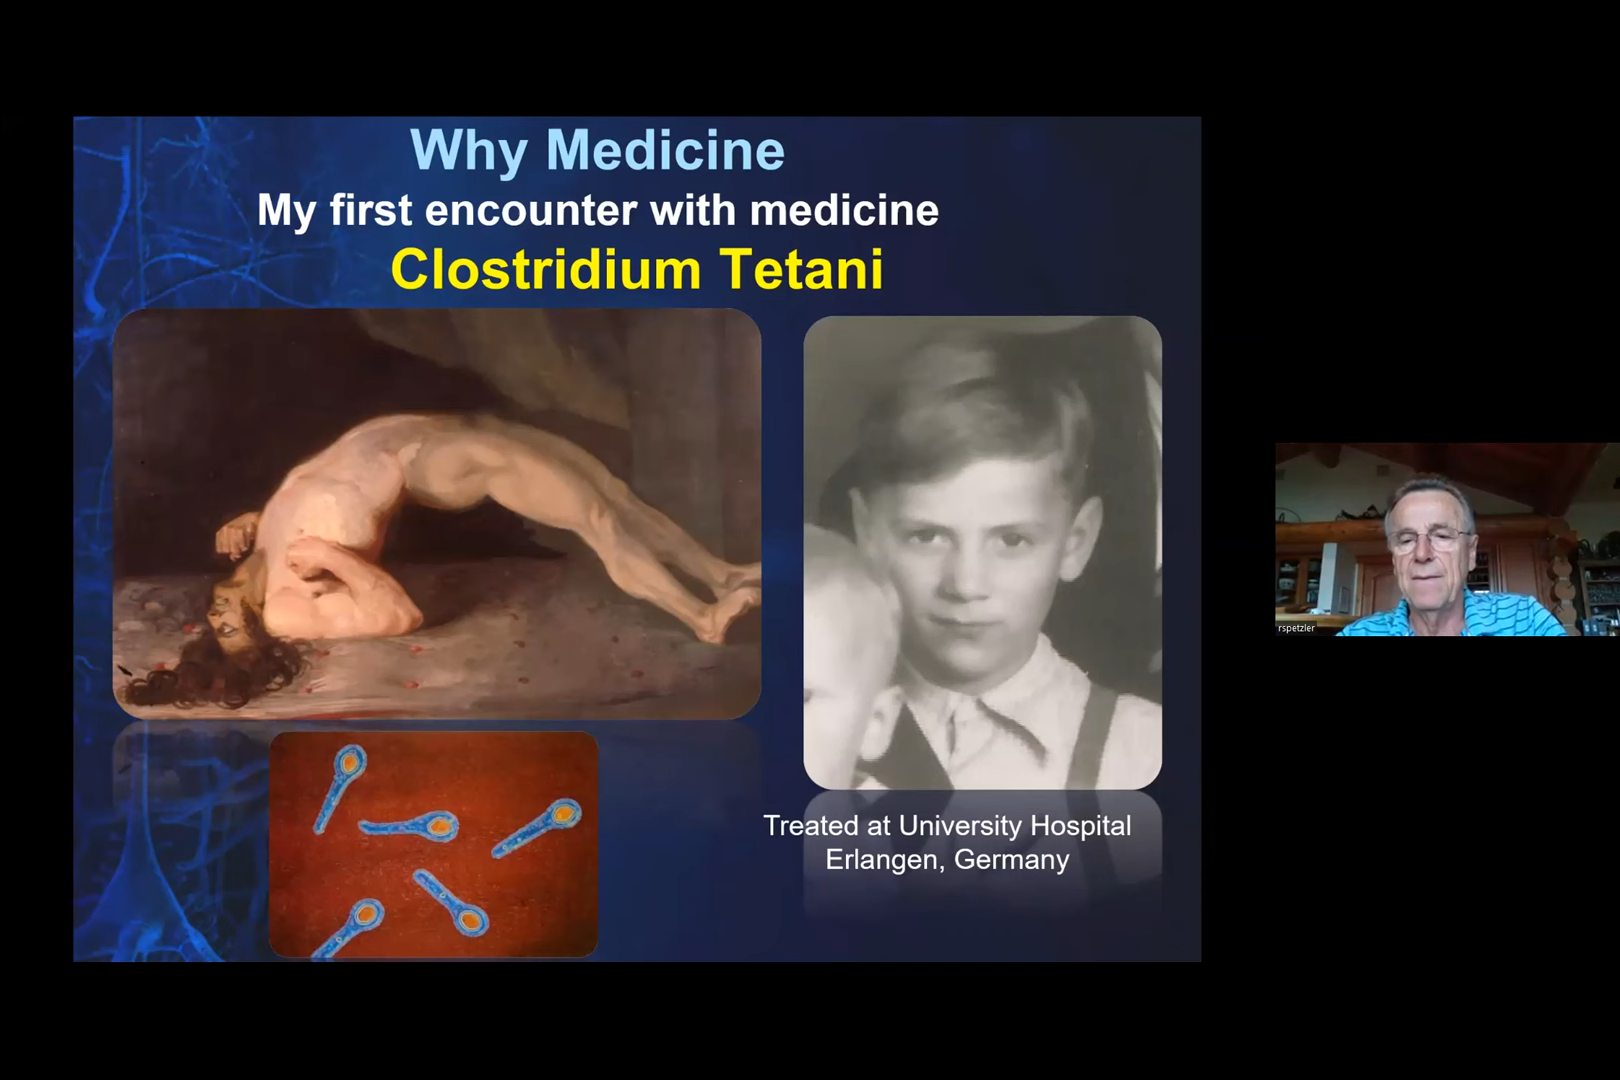 Why Medicine
My first encounter with medicine
Clostridium Tetani
Treated at University Hospital
Erlangen, Germany
rspetzler